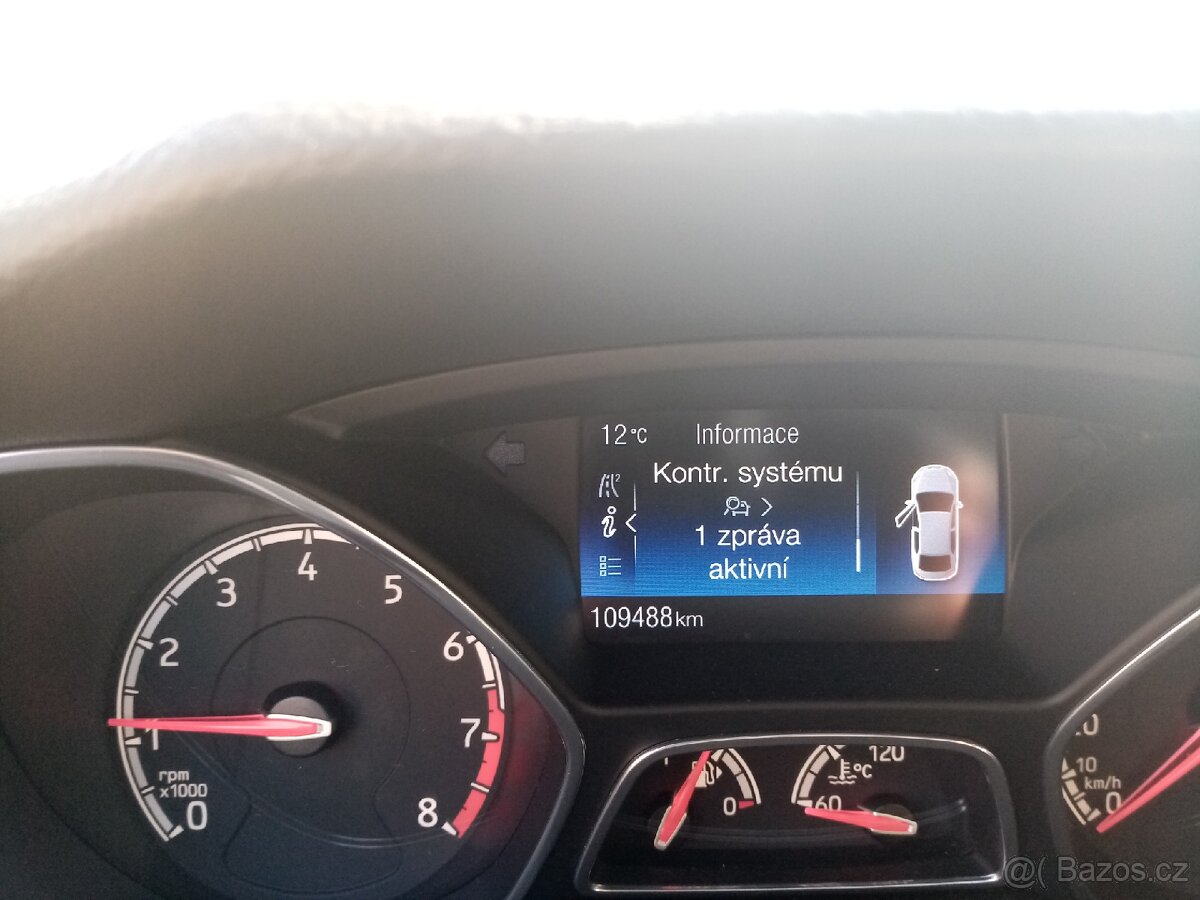 12°C Informace
Kontr. systému
1 zpráva
aktivní
109488km
0
1
2
3
4
5
6
7
8
rpm
x1000
0
60
120
°C
20
10
km/h
0
@( Bazos.cz